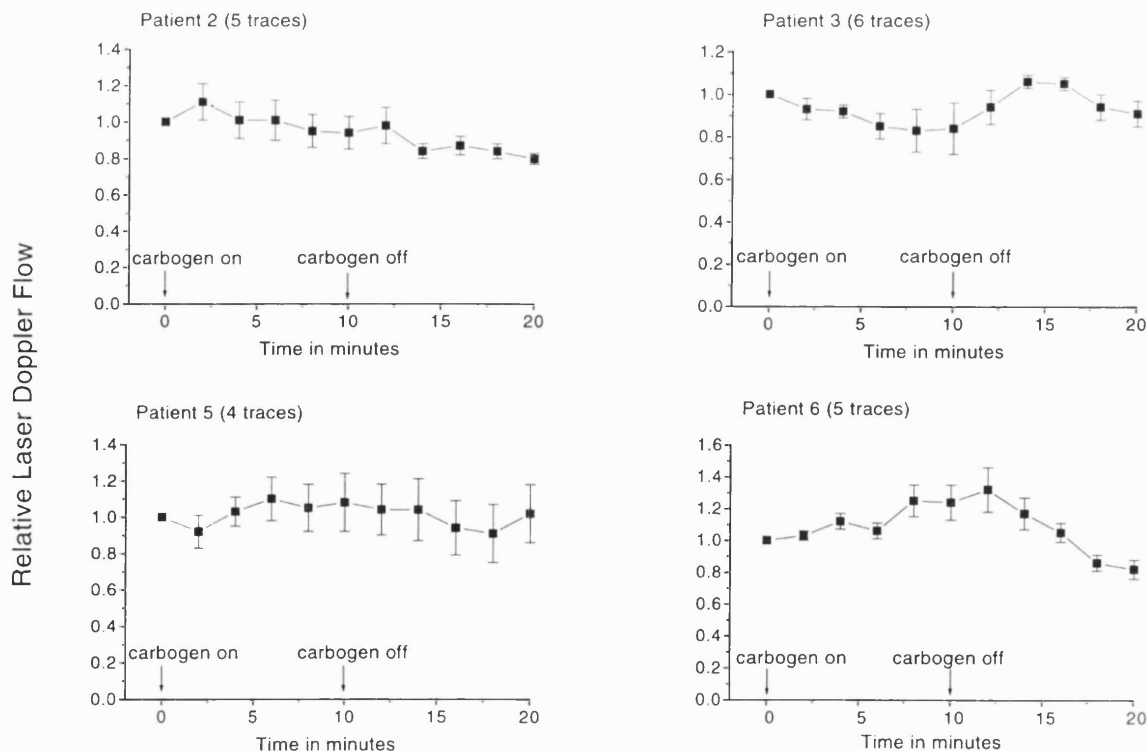 Relative Laser Doppler Flow
Patient 2 (5 traces)
1.4
1.2
1.0
0.8
0.6
0.4
0.2
0.0
carbogen on
carbogen off
0 5 10 15 20
Time in minutes
Patient 3 (6 traces)
1.2
1.0
0.8
0.6
0.4
0.2
0.0
carbogen on
carbogen off
0 5 10 15 20
Time in minutes
Patient 5 (4 traces)
1.4
1.2
1.0
0.8
0.6
0.4
0.2
0.0
carbogen on
carbogen off
0 5 10 15 20
Time in minutes
Patient 6 (5 traces)
1.6
1.4
1.2
1.0
0.8
0.6
0.4
0.2
0.0
carbogen on
carbogen off
0 5 10 15 20
Time in minutes